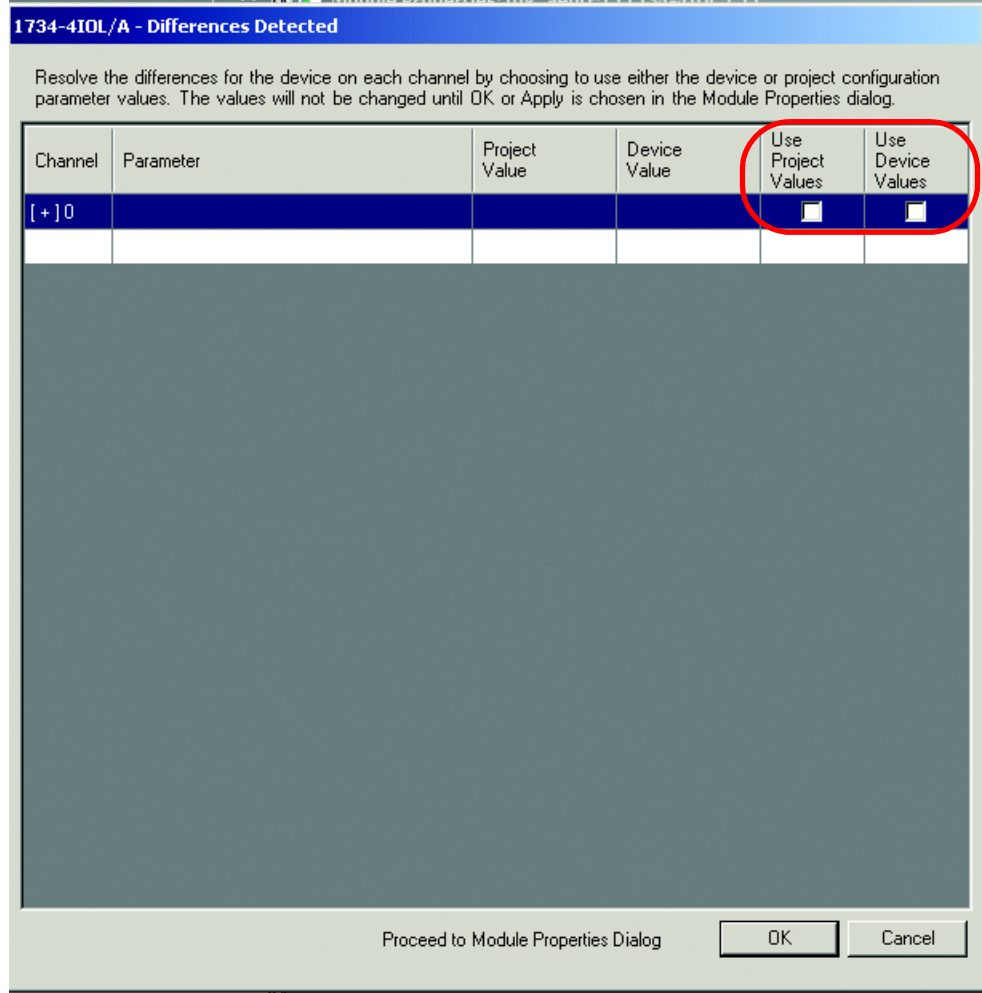 1734-4IOL/A - Differences Detected
Resolve the differences for the device on each channel by choosing to use either the device or project configuration
parameter values. The values will not be changed until OK or Apply is chosen in the Module Properties dialog.
Channel Parameter Project Value Device Value Use Project Values Use Device Values
[+]0
Proceed to Module Properties Dialog OK Cancel